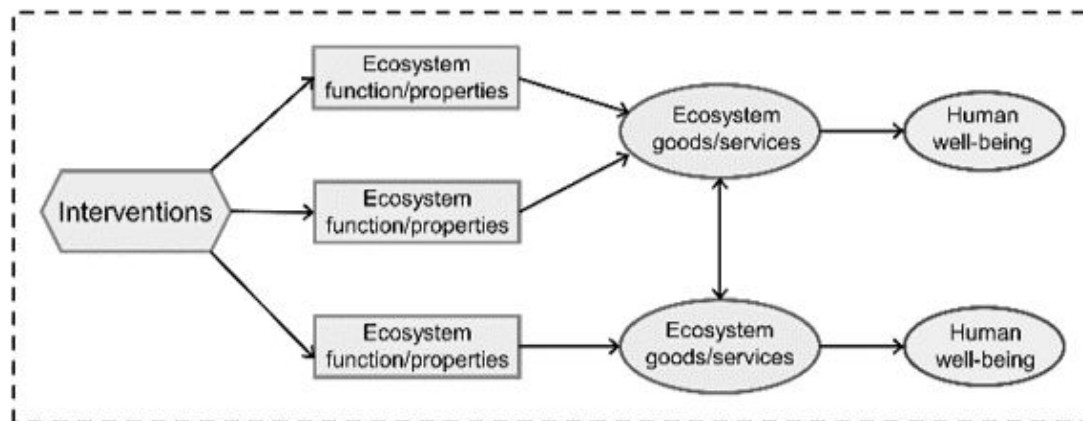 Interventions
Ecosystem
function/properties
Ecosystem
function/properties
Ecosystem
function/properties
Ecosystem
goods/services
Ecosystem
goods/services
Human
well-being
Human
well-being